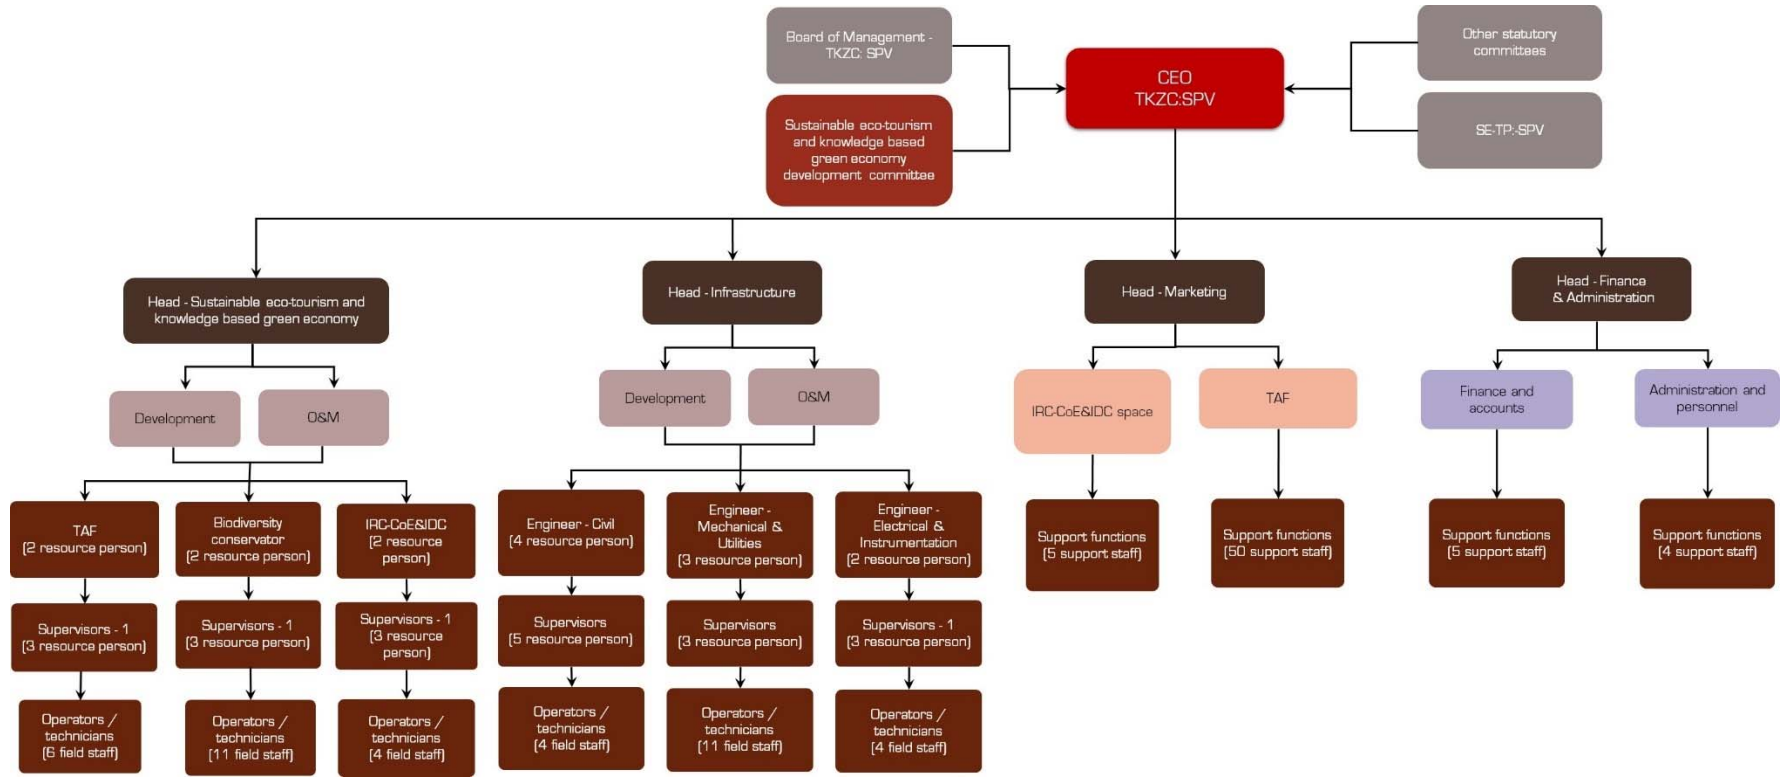 Board of Management -
TKZC: SPV
Sustainable eco-tourism
and knowledge based
green economy
development committee
CEO
TKZC:SPV
Other statutory
committees
SE-TP:-SPV
Head - Sustainable eco-tourism and
knowledge based green economy
Head - Infrastructure
Head - Marketing
Head - Finance
& Administration
Development
O&M
Development
O&M
IRC-CoE&IDC space
TAF
Finance and
accounts
Administration and
personnel
TAF
(2 resource person)
Biodiversity
conservator
(2 resource person)
IRC-CoE&IDC
(2 resource
person)
Engineer - Civil
(4 resource person)
Engineer -
Mechanical &
Utilities
(3 resource person)
Engineer -
Electrical &
Instrumentation
(2 resource person)
Support functions
(5 support staff)
Support functions
(50 support staff)
Support functions
(5 support staff)
Support functions
(4 support staff)
Supervisors - 1
(3 resource person)
Supervisors - 1
(3 resource person)
Supervisors - 1
(3 resource
person)
Supervisors
(5 resource person)
Supervisors
(3 resource person)
Supervisors - 1
(3 resource person)
Operators /
technicians
(6 field staff)
Operators /
technicians
(11 field staff)
Operators /
technicians
(4 field staff)
Operators /
technicians
(4 field staff)
Operators /
technicians
(11 field staff)
Operators /
technicians
(4 field staff)